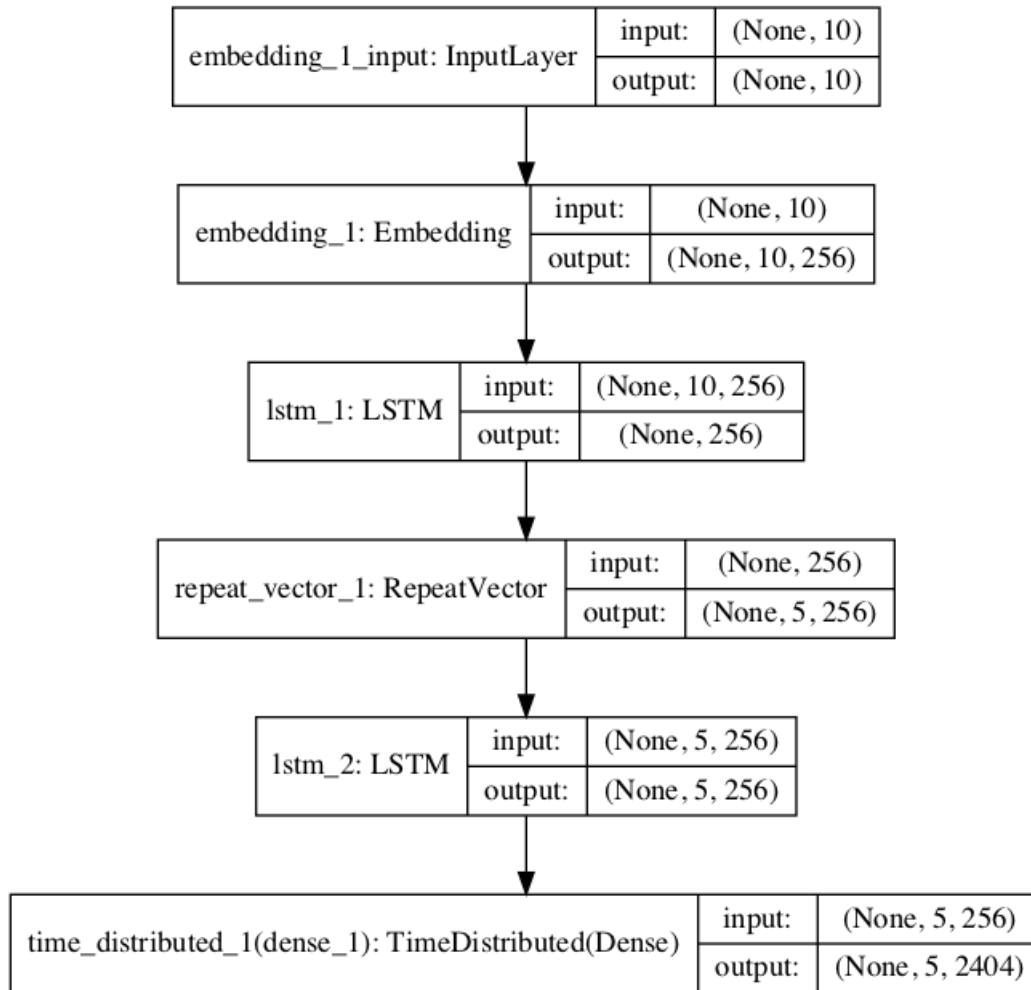 embedding_1_input: InputLayer
input: (None, 10)
output: (None, 10)
embedding_1: Embedding
input: (None, 10)
output: (None, 10, 256)
lstm_1: LSTM
input: (None, 10, 256)
output: (None, 256)
repeat_vector_1: RepeatVector
input: (None, 256)
output: (None, 5, 256)
lstm_2: LSTM
input: (None, 5, 256)
output: (None, 5, 256)
time_distributed_1(dense_1): TimeDistributed(Dense)
input: (None, 5, 256)
output: (None, 5, 2404)